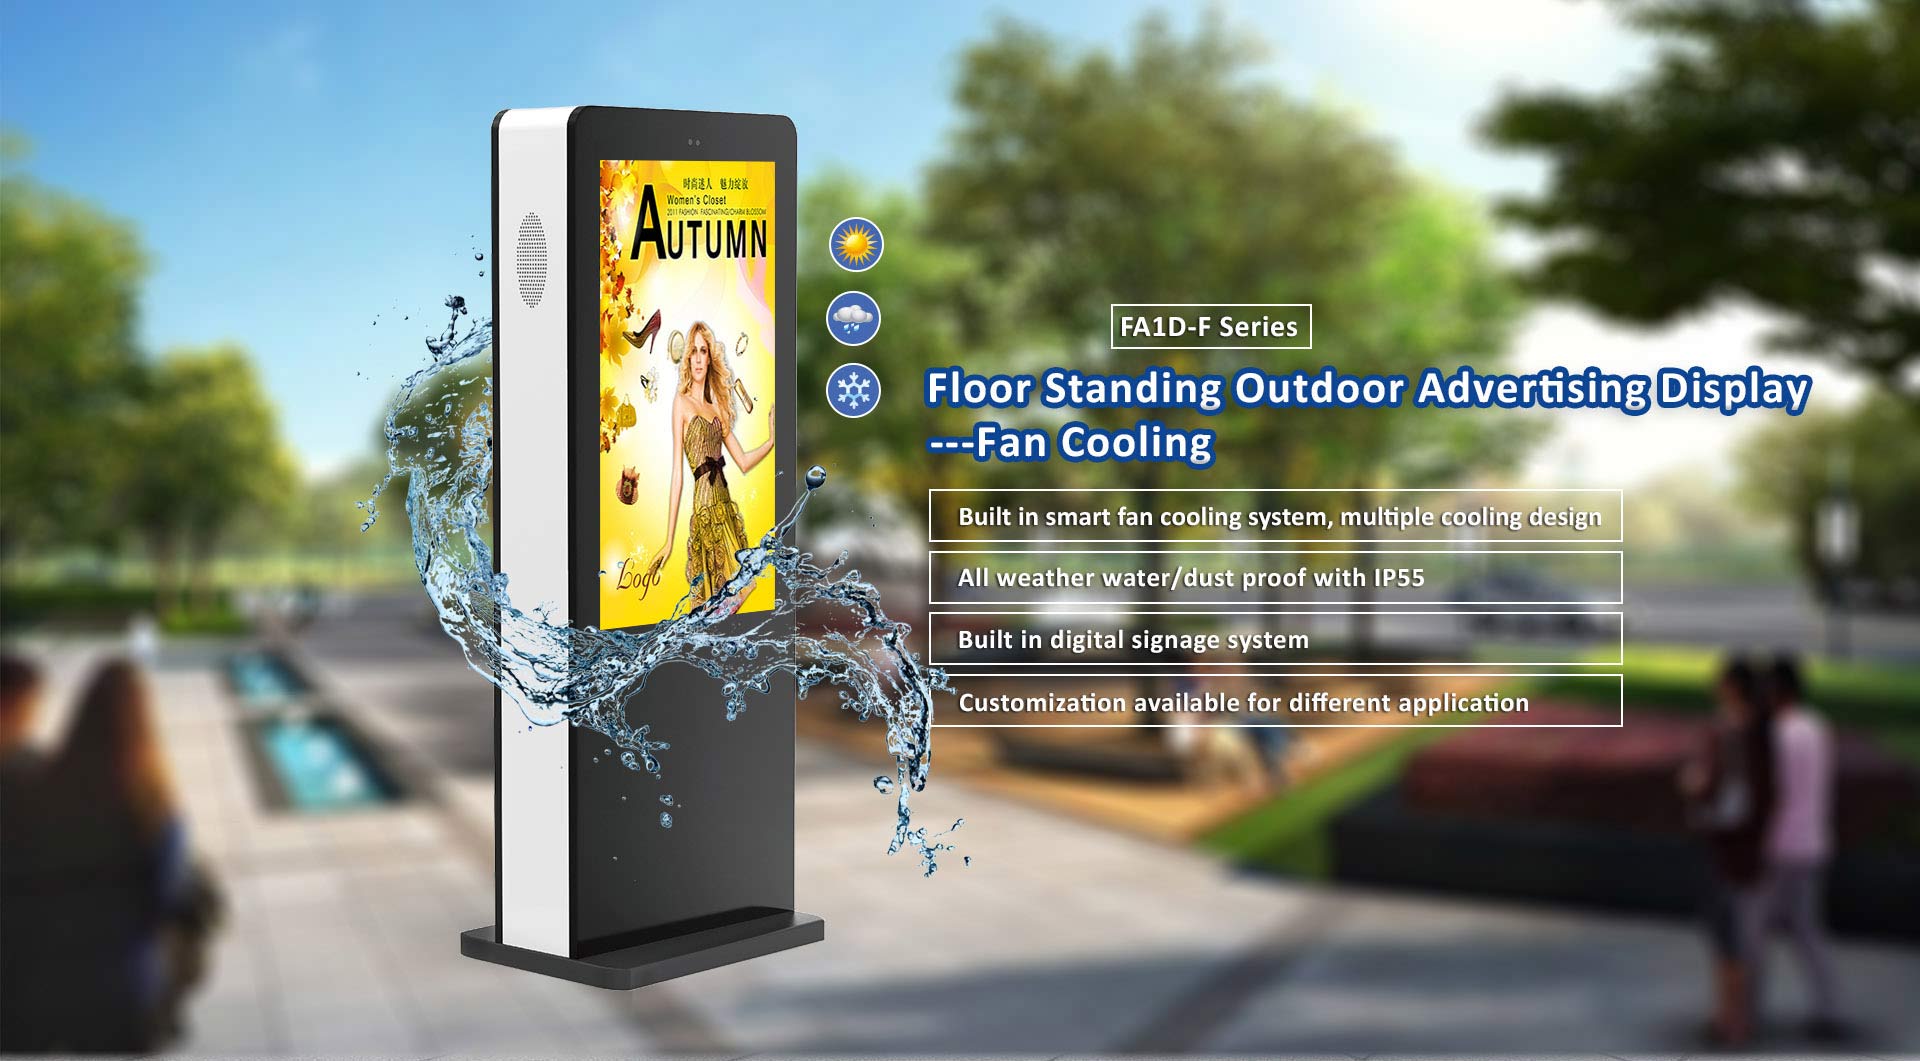 时尚迷人 魅力绽放
Women's Closet
2011 FASHION FASCINATING/CHARM BLOSSOM
AUTUMN
Logo
FA1D-F Series
Floor Standing Outdoor Advertising Display
---Fan Cooling
Built in smart fan cooling system, multiple cooling design
All weather water/dust proof with IP55
Built in digital signage system
Customization available for different application